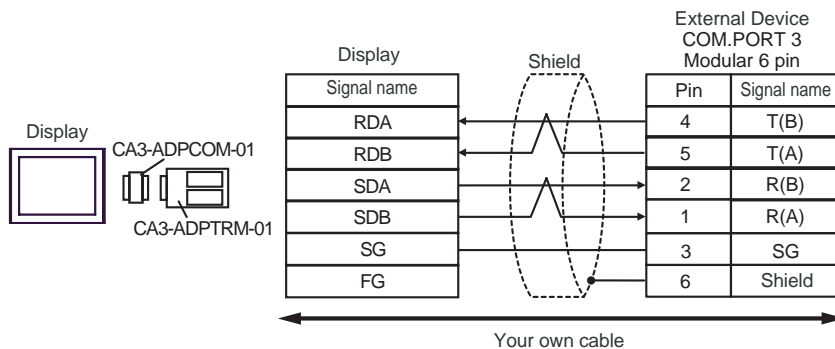 External Device
COM.PORT 3
Modular 6 pin
Display
Shield
Signal name
Pin
Signal name
RDA
4
T(B)
Display
CA3-ADPCOM-01
RDB
5
T(A)
SDA
2
R(B)
SDB
1
R(A)
CA3-ADPTRM-01
SG
3
SG
FG
6
Shield
Your own cable